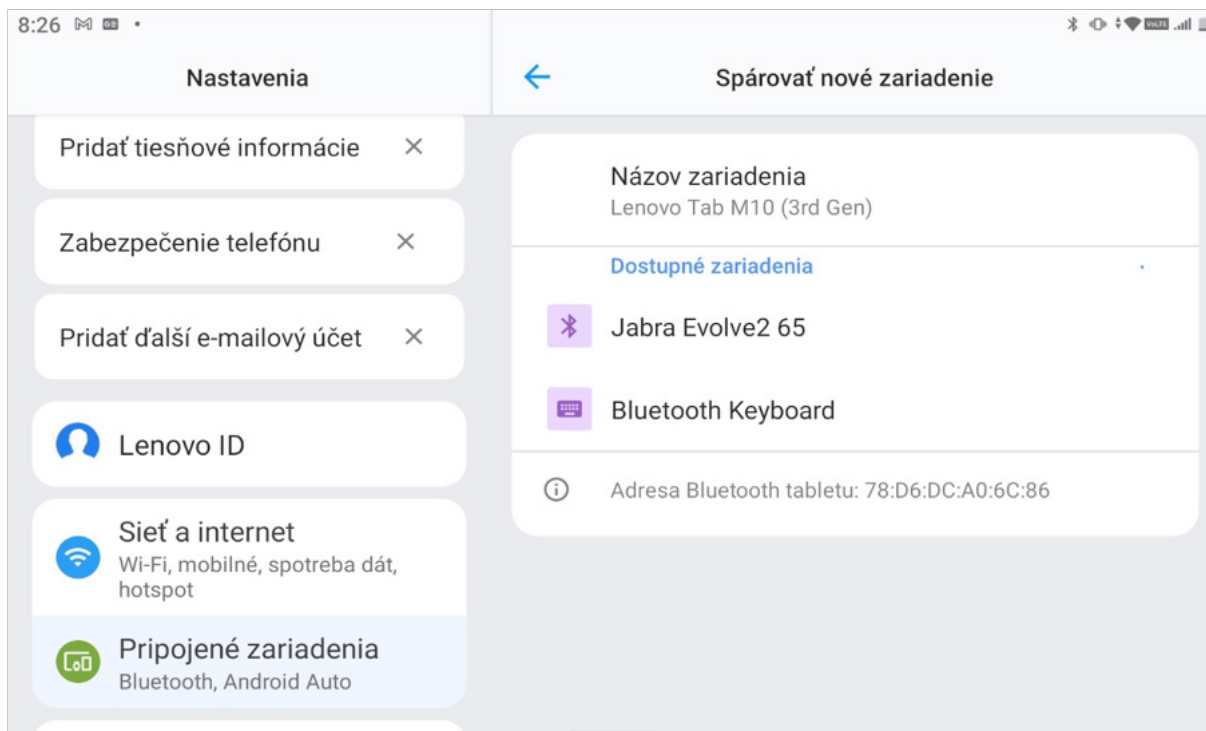 8:26
Nastavenia
Pridať tiesňové informácie
Zabezpečenie telefónu
Pridať ďalší e-mailový účet
Lenovo ID
Sieť a internet
Wi-Fi, mobilné, spotreba dát,
hotspot
Pripojené zariadenia
Bluetooth, Android Auto
VoLTE
Spárovať nové zariadenie
Názov zariadenia
Lenovo Tab M10 (3rd Gen)
Dostupné zariadenia
Jabra Evolve2 65
Bluetooth Keyboard
Adresa Bluetooth tabletu: 78:D6:DC:A0:6C:86